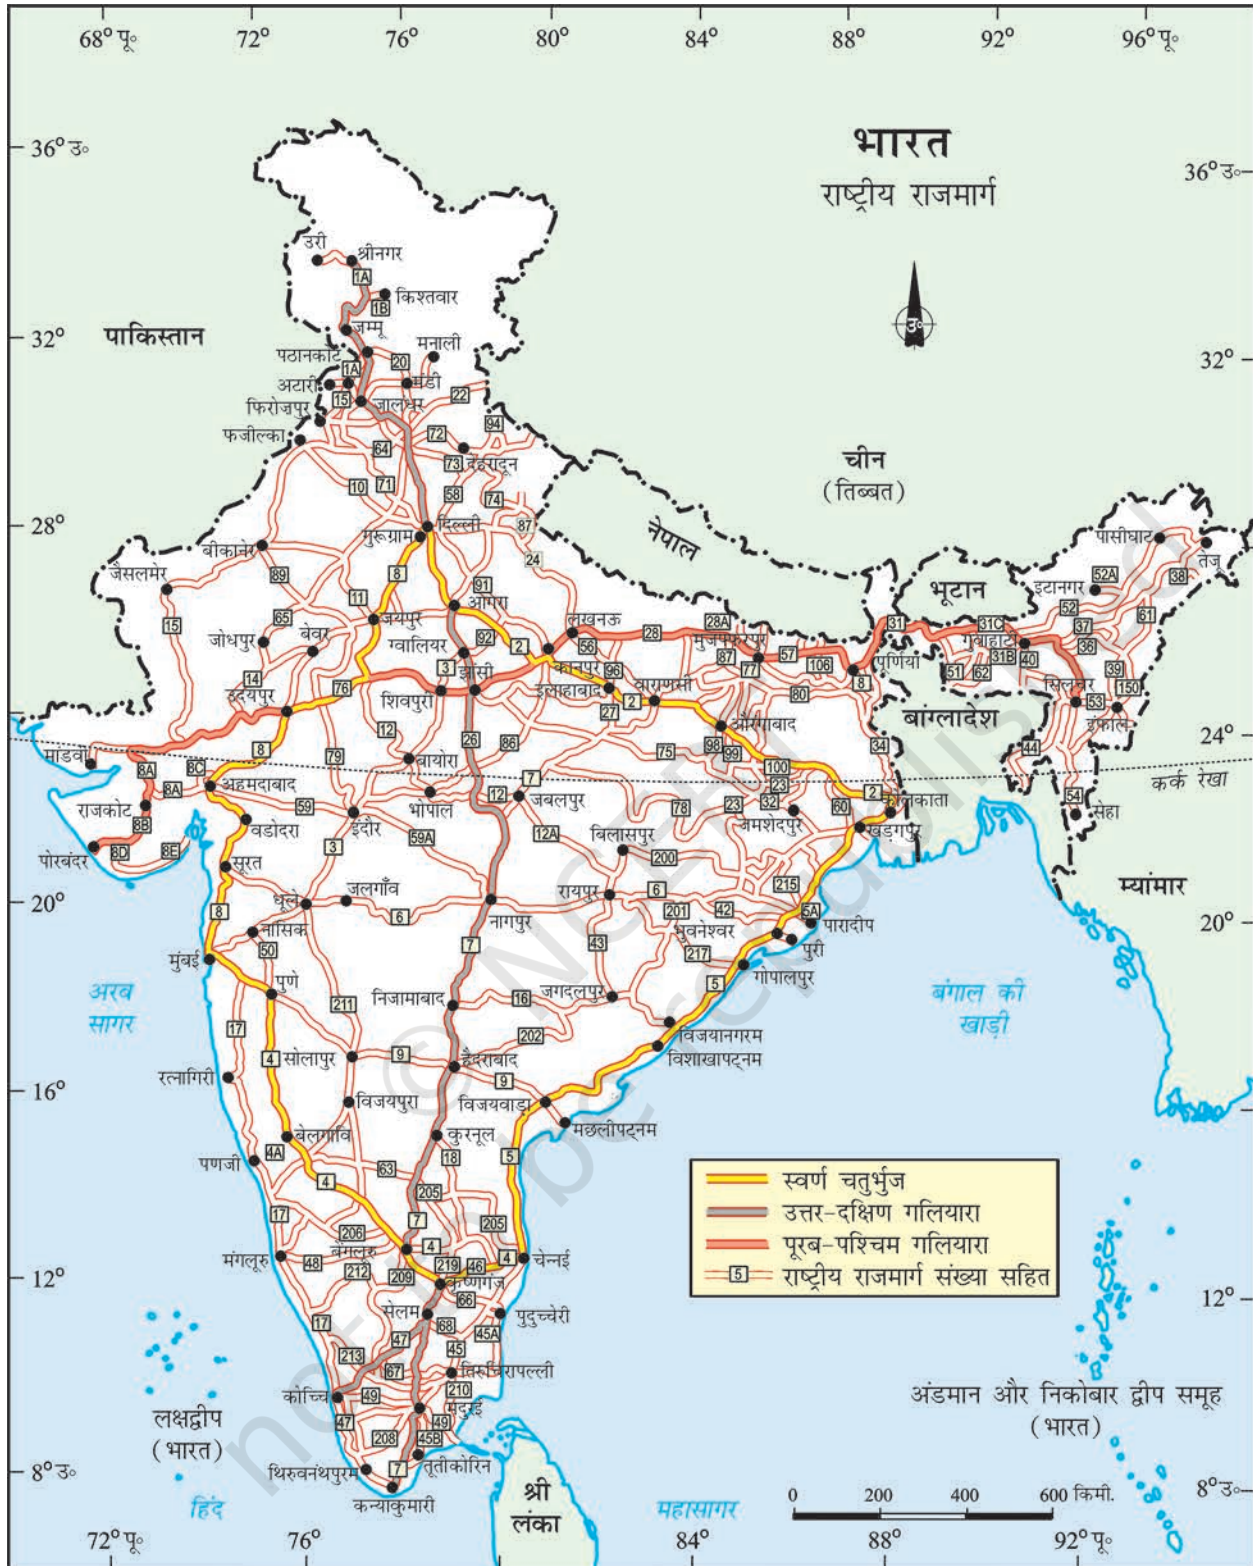 68° पू॰ 72° 76° 80° 84° 88° 92° 96° पू॰
36° उ॰
भारत
राष्ट्रीय राजमार्ग
36° उ॰
उ॰
उरी
श्रीनगर
1A
किश्तवार
1B
जम्मू
पाकिस्तान
32°
32°
पठानकोट
मनाली
1A
20
अटारी
मंडी
15
जालंधर
22
फिरोज़पुर
94
फजील्का
72
64
73
देहरादून
चीन
(तिब्बत)
10
71
58
74
28°
28°
दिल्ली
87
गुरूग्राम
नेपाल
बीकानेर
24
पासीघाट
तेजू
जैसलमेर
89
8
91
भूटान
52A
38
इटानगर
11
आगरा
52
61
15
65
जयपुर
लखनऊ
28A
31
31C
37
जोधपुर
बेवर
ग्वालियर
92
2
56
28
मुजफ्फरपुर
57
गुवाहाटी
36
14
3
झाँसी
कानपुर
96
87
77
106
पूर्णिया
51
62
31B
40
39
उदयपुर
76
शिवपुरी
इलाहाबाद
वाराणसी
80
8
सिलचर
53
150
27
2
औरंगाबाद
बांग्लादेश
इंफाल
12
26
86
75
98
99
34
44
24°
मांडवी
8
79
बायोरा
100
कर्क रेखा
8A
8C
8A
अहमदाबाद
7
जबलपुर
23
2
54
राजकोट
59
भोपाल
12
78
23
32
60
कोलकाता
सेहा
8B
वडोदरा
इंदौर
59A
12A
बिलासपुर
जमशेदपुर
खड़गपुर
पोरबंदर
8D
8E
3
200
सूरत
म्यांमार
20°
धूले
जलगाँव
रायपुर
6
215
5A
20°
8
6
नागपुर
201
42
पारादीप
नासिक
भुवनेश्वर
पुरी
मुंबई
50
7
43
217
गोपालपुर
पुणे
5
अरब
सागर
211
निजामाबाद
16
जगदलपुर
बंगाल की
खाड़ी
17
202
विजयानगरम
4
सोलापुर
9
हैदराबाद
विशाखापट्नम
रत्नागिरी
9
16°
16°
विजयपुरा
विजयवाड़ा
मछलीपट्नम
बेलगावि
कुरनूल
4A
पणजी
63
18
5
4
205
स्वर्ण चतुर्भुज
उत्तर-दक्षिण गलियारा
पूरब-पश्चिम गलियारा
5 राष्ट्रीय राजमार्ग संख्या सहित
17
206
7
205
बेंगलूरु
4
मंगलूरु
48
212
209
219
46
4
चेन्नई
12°
कृष्णगंज
12°
66
सेलम
पुदुच्चेरी
17
47
68
45A
213
45
67
तिरुचिरापल्ली
कोच्चि
49
210
मदुरई
47
49
208
45B
लक्षद्वीप
(भारत)
अंडमान और निकोबार द्वीप समूह
(भारत)
8° उ॰
थिरुवनंथपुरम
7
तूतीकोरिन
8° उ॰
कन्याकुमारी
हिंद
श्री
लंका
महासागर
0 200 400 600 किमी.
72° पू॰ 76° 84° 88° 92° पू॰
© NCERT
not to be republished